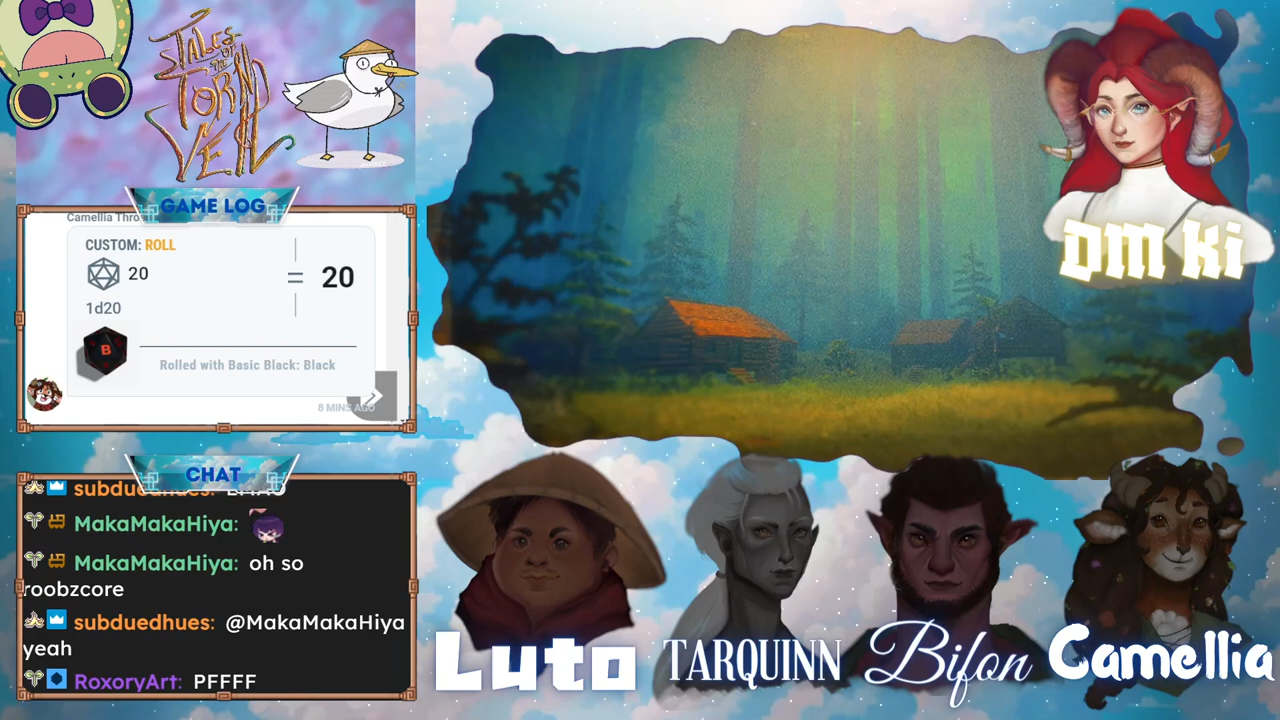 TALES
OF THE
TORN
VEIL
GAME LOG
Camellia Thro
CUSTOM: ROLL
20
= 20
1d20
B
Rolled with Basic Black: Black
8 MINS AGO
CHAT
subduedhues:
MakaMakaHiya:
MakaMakaHiya: oh so
roobzcore
subduedhues: @MakaMakaHiya
yeah
RoxoryArt: PFFFF
DM Ki
Luto
TARQUINN
Bifon
Camellia